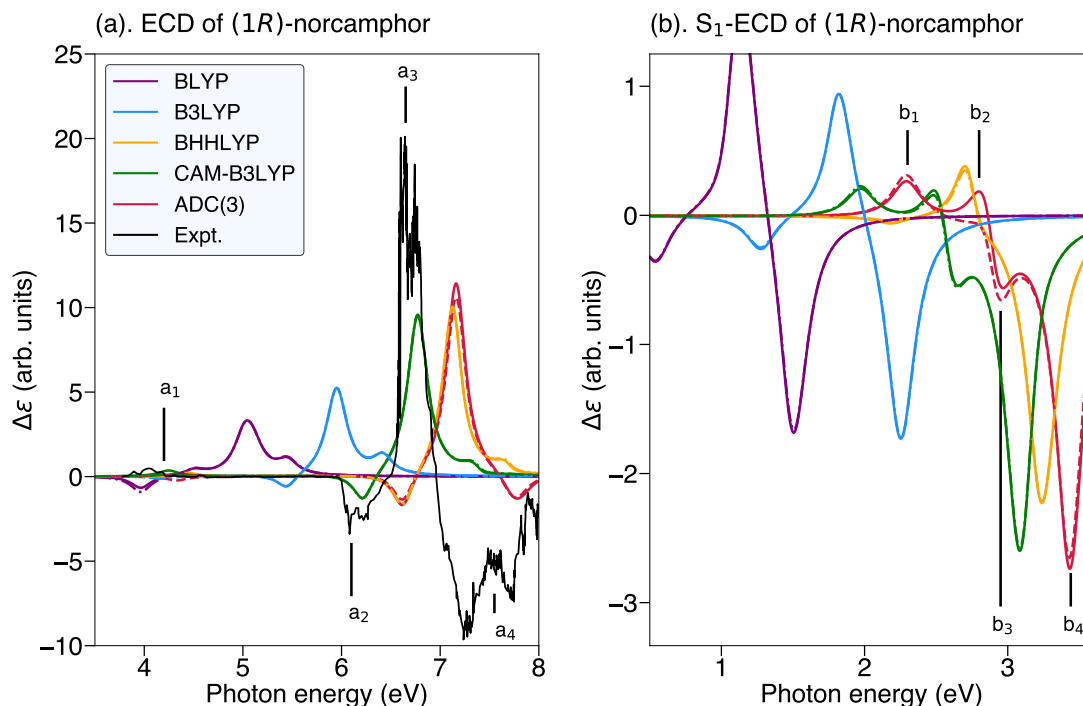 (a). ECD of (1R)-norcamphor
25
20
15
10
5
0
−5
−10
Δε (arb. units)
BLYP
B3LYP
BHHLYP
CAM-B3LYP
ADC(3)
Expt.
a₁
a₂
a₃
a₄
4
5
6
7
8
Photon energy (eV)
(b). S₁-ECD of (1R)-norcamphor
1
0
−1
−2
−3
Δε (arb. units)
b₁
b₂
b₃
b₄
1
2
3
Photon energy (eV)